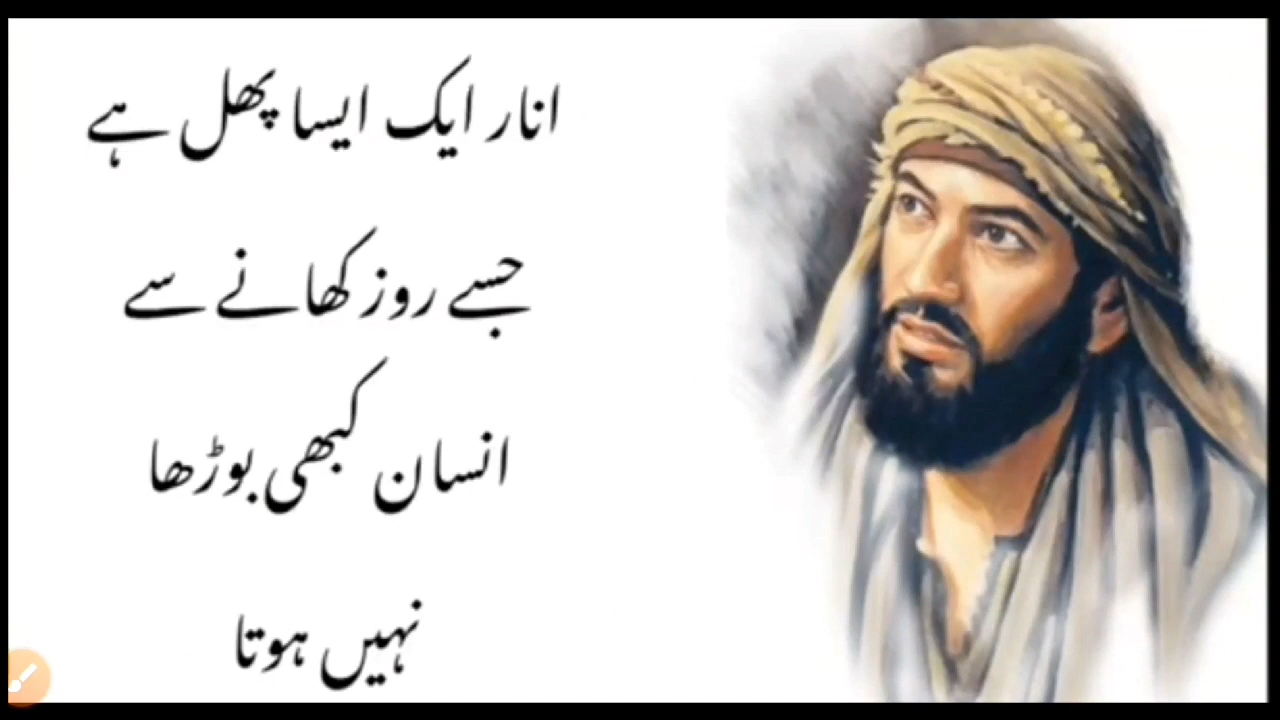 انار ایک ایسا پھل ہے
جسے روز کھانے سے
انسان کبھی بوڑھا
نہیں ہوتا